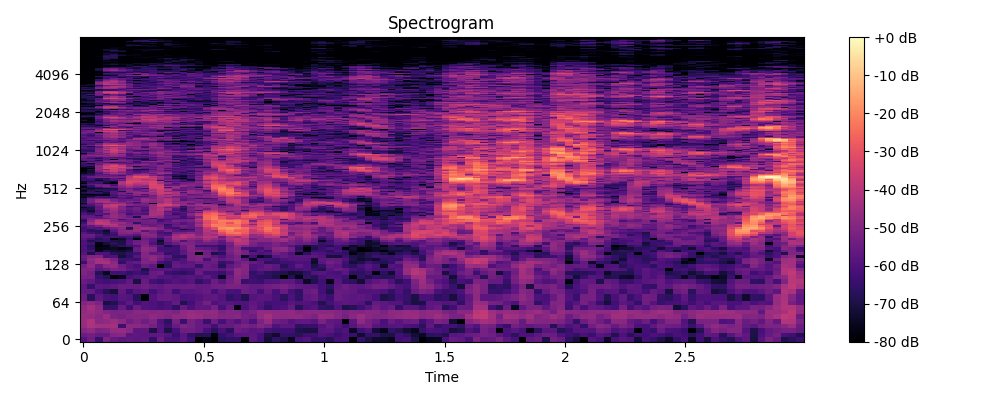 Spectrogram
Hz
4096
2048
1024
512
256
128
64
0
0
0.5
1
1.5
2
2.5
Time
+0 dB
-10 dB
-20 dB
-30 dB
-40 dB
-50 dB
-60 dB
-70 dB
-80 dB